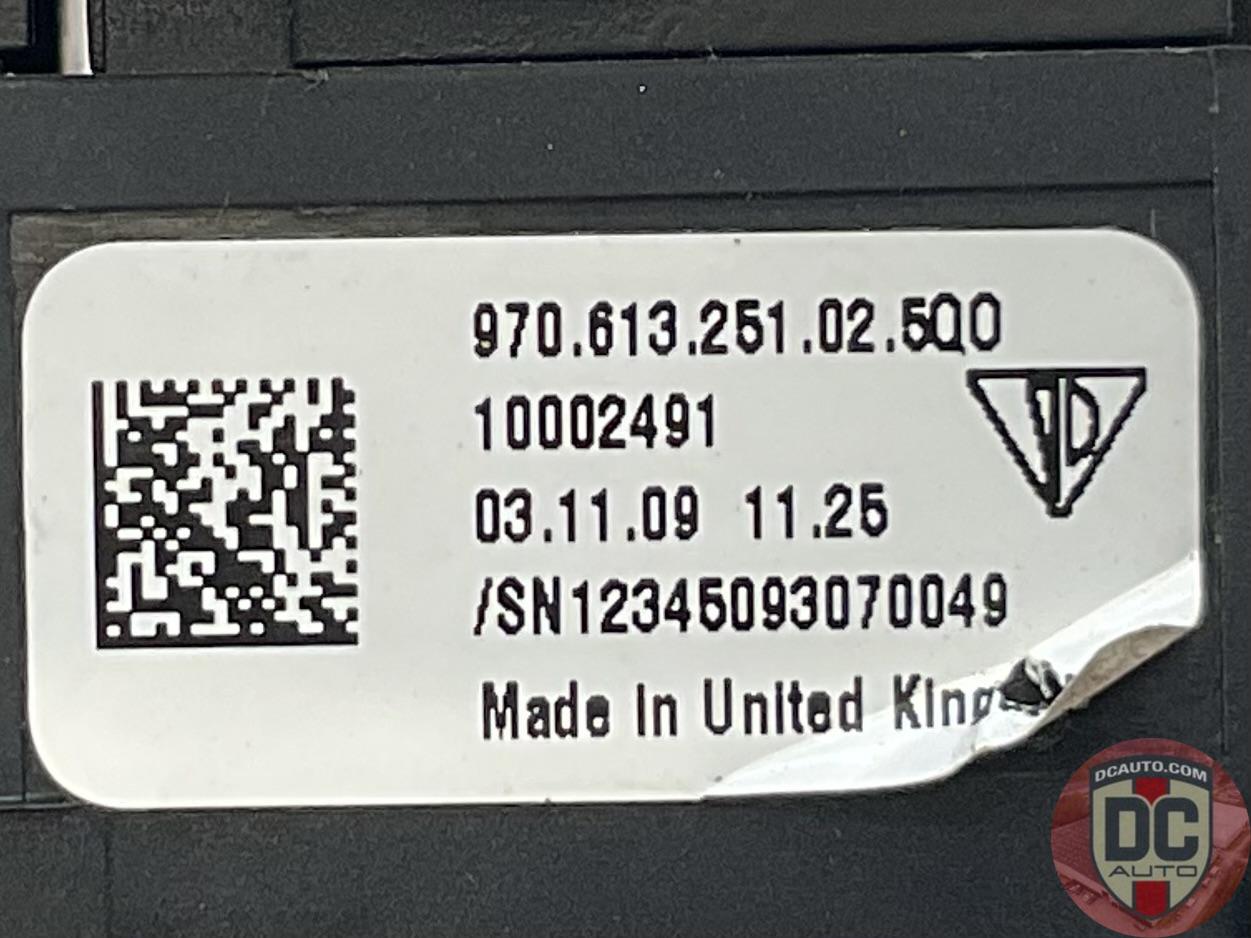 970.613.251.02.5Q0
10002491
03.11.09 11.25
/SN12345093070049
Made in United
DCAUTO.COM
DC
AUTO